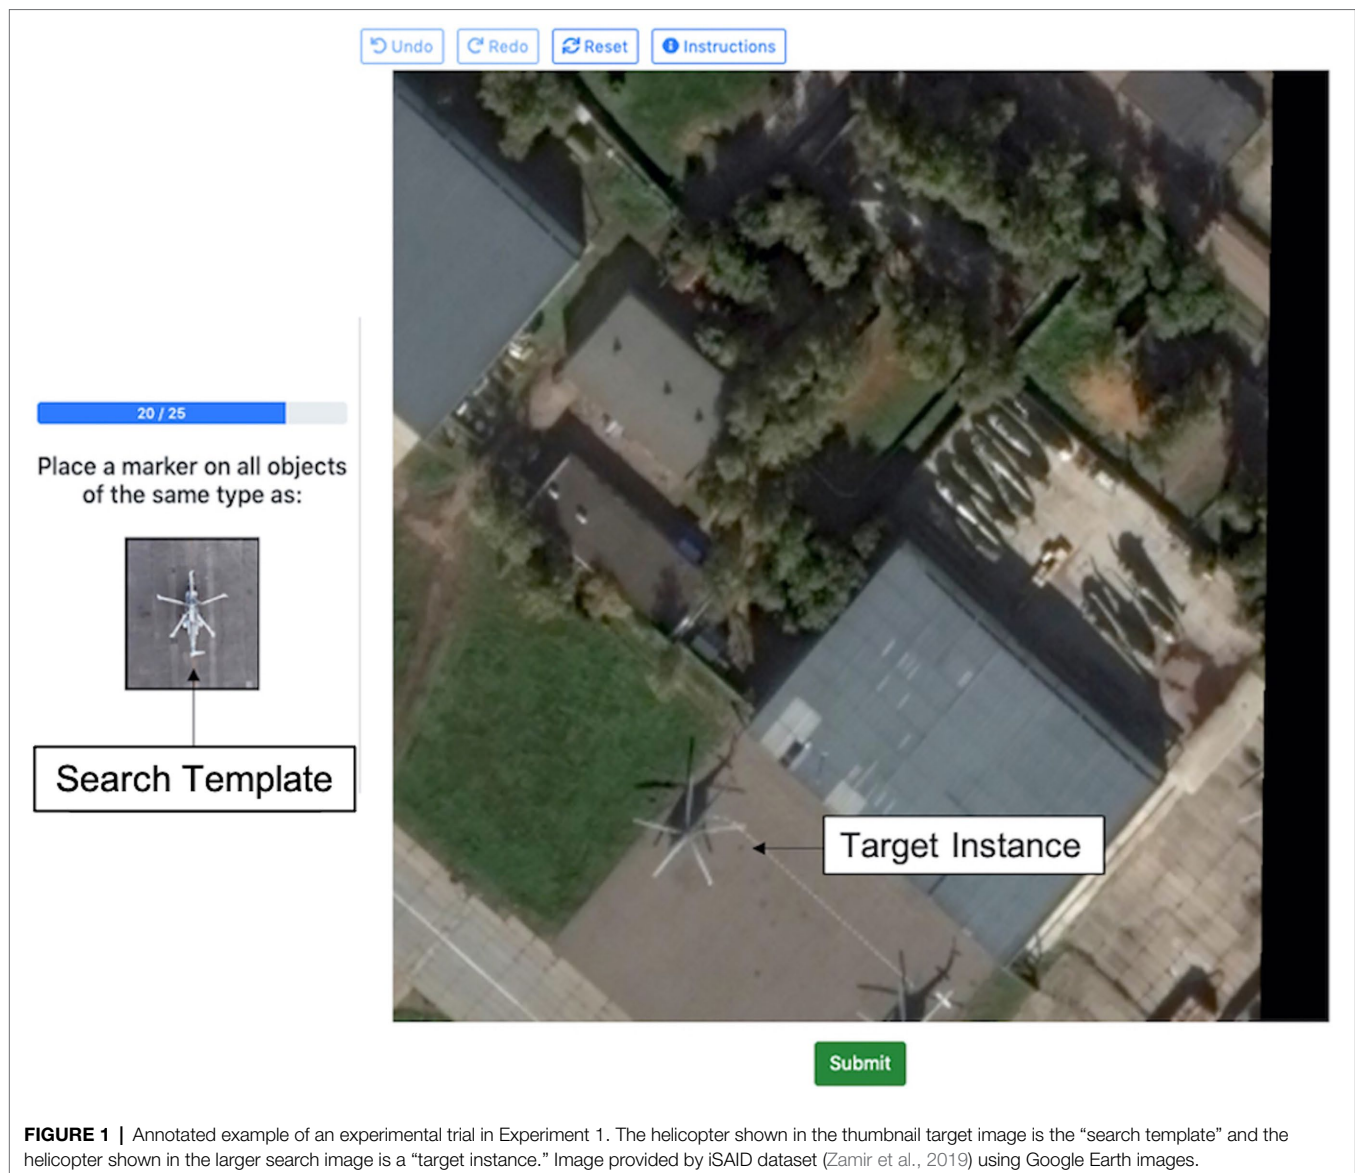 Undo Redo Reset Instructions
20 / 25
Place a marker on all objects
of the same type as:
Search Template
Target Instance
Submit
FIGURE 1 | Annotated example of an experimental trial in Experiment 1. The helicopter shown in the thumbnail target image is the “search template” and the
helicopter shown in the larger search image is a “target instance.” Image provided by iSAID dataset (Zamir et al., 2019) using Google Earth images.